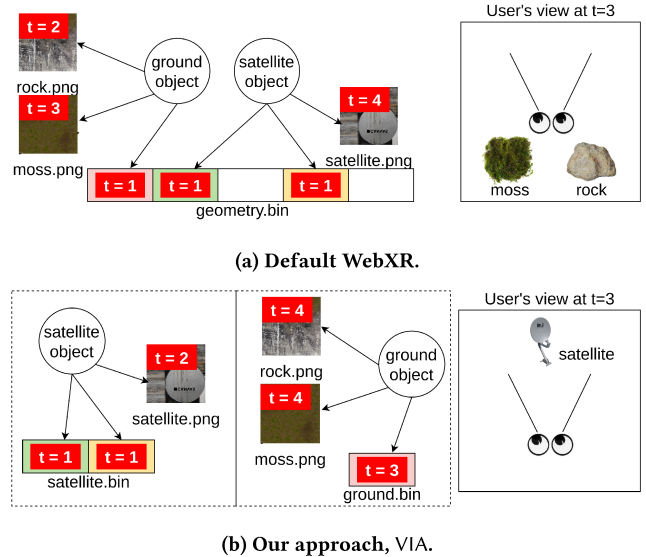 t = 2
rock.png
t = 3
moss.png
ground
object
satellite
object
t = 4
satellite.png
t = 1
t = 1
t = 1
geometry.bin
User's view at t=3
moss
rock
(a) Default WebXR.
satellite
object
t = 2
satellite.png
t = 1
t = 1
satellite.bin
t = 4
rock.png
t = 4
moss.png
ground
object
t = 3
ground.bin
User's view at t=3
satellite
(b) Our approach, VIA.